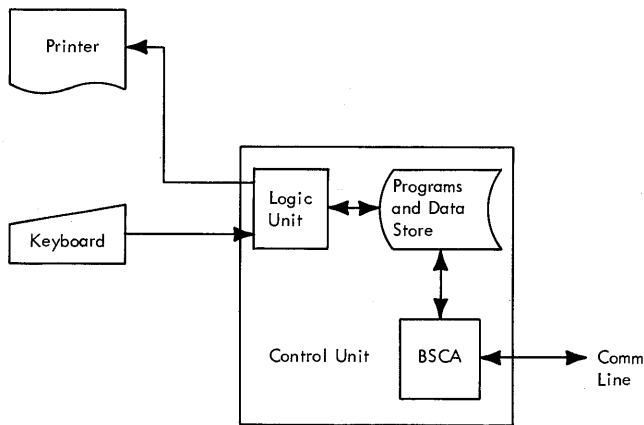 Printer
Keyboard
Logic
Unit
Programs
and Data
Store
Control Unit
BSCA
Comm
Line